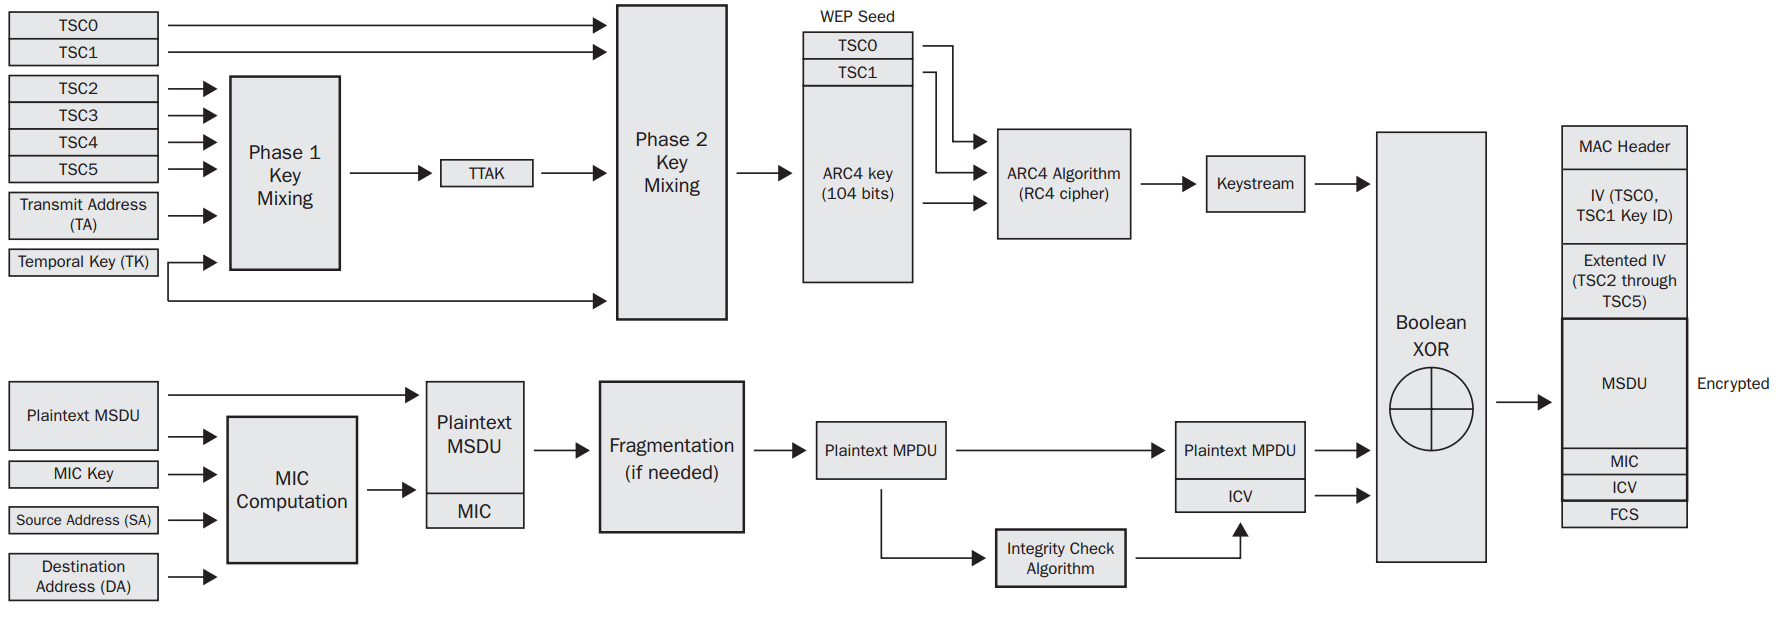 TSC0
TSC1
TSC2
TSC3
TSC4
TSC5
Transmit Address
(TA)
Temporal Key (TK)
Phase 1
Key
Mixing
TTAK
Phase 2
Key
Mixing
WEP Seed
TSC0
TSC1
ARC4 key
(104 bits)
ARC4 Algorithm
(RC4 cipher)
Keystream
Plaintext MSDU
MIC Key
Source Address (SA)
Destination
Address (DA)
MIC
Computation
Plaintext
MSDU
MIC
Fragmentation
(if needed)
Plaintext MPDU
Integrity Check
Algorithm
Plaintext MPDU
ICV
Boolean
XOR
MAC Header
IV (TSC0,
TSC1 Key ID)
Extented IV
(TSC2 through
TSC5)
MSDU
Encrypted
MIC
ICV
FCS